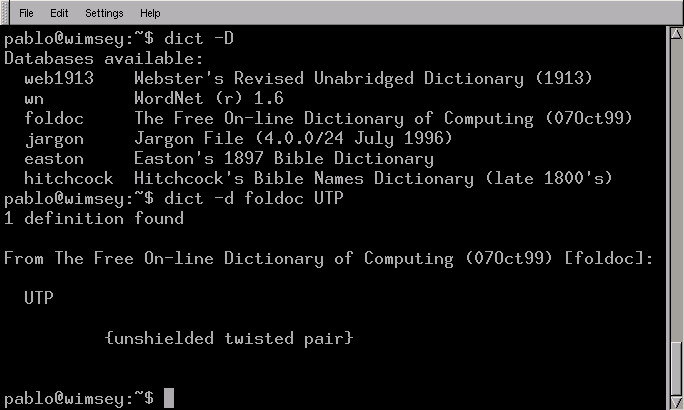 File Edit Settings Help
pablo@wimsey:~$ dict -D
Databases available:
  web1913    Webster's Revised Unabridged Dictionary (1913)
  wn         WordNet (r) 1.6
  foldoc     The Free On-line Dictionary of Computing (07Oct99)
  jargon     Jargon File (4.0.0/24 July 1996)
  easton     Easton's 1897 Bible Dictionary
  hitchcock  Hitchcock's Bible Names Dictionary (late 1800's)
pablo@wimsey:~$ dict -d foldoc UTP
1 definition found
From The Free On-line Dictionary of Computing (07Oct99) [foldoc]:
  UTP
          {unshielded twisted pair}
pablo@wimsey:~$